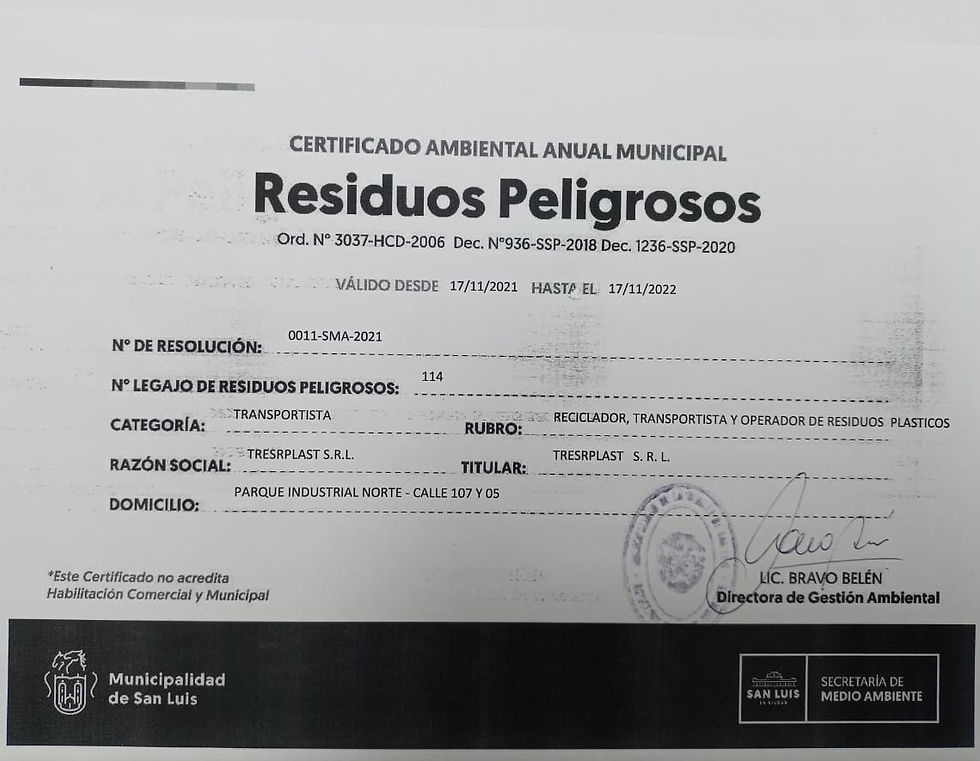 CERTIFICADO AMBIENTAL ANUAL MUNICIPAL
Residuos Peligrosos
Ord. N° 3037-HCD-2006 Dec. N°936-SSP-2018 Dec. 1236-SSP-2020
VÁLIDO DESDE 17/11/2021 HASTA EL 17/11/2022
N° DE RESOLUCIÓN: 0011-SMA-2021
N° LEGAJO DE RESIDUOS PELIGROSOS: 114
CATEGORÍA: TRANSPORTISTA RUBRO: RECICLADOR, TRANSPORTISTA Y OPERADOR DE RESIDUOS PLASTICOS
RAZÓN SOCIAL: TRESRPLAST S.R.L. TITULAR: TRESRPLAST S. R. L.
DOMICILIO: PARQUE INDUSTRIAL NORTE - CALLE 107 Y 05
*Este Certificado no acredita
Habilitación Comercial y Municipal
LIC. BRAVO BELÉN
Directora de Gestión Ambiental
Municipalidad
de San Luis
SAN LUIS
LA CIUDAD
SECRETARÍA DE
MEDIO AMBIENTE